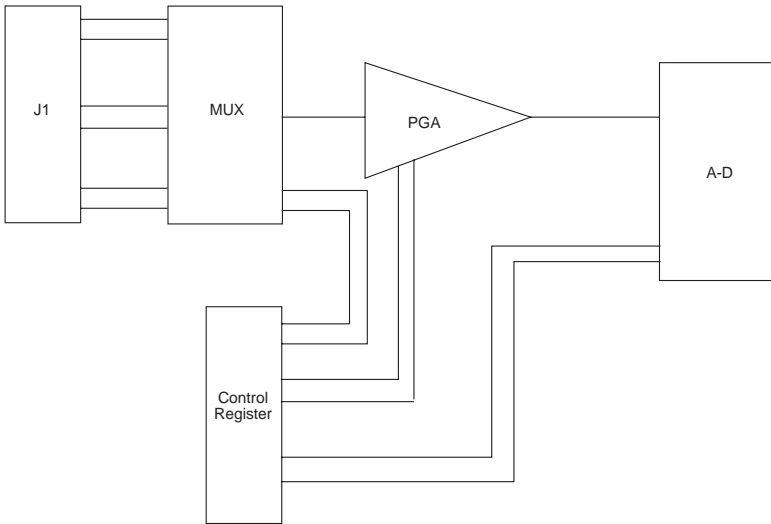 J1
MUX
PGA
A-D
Control
Register